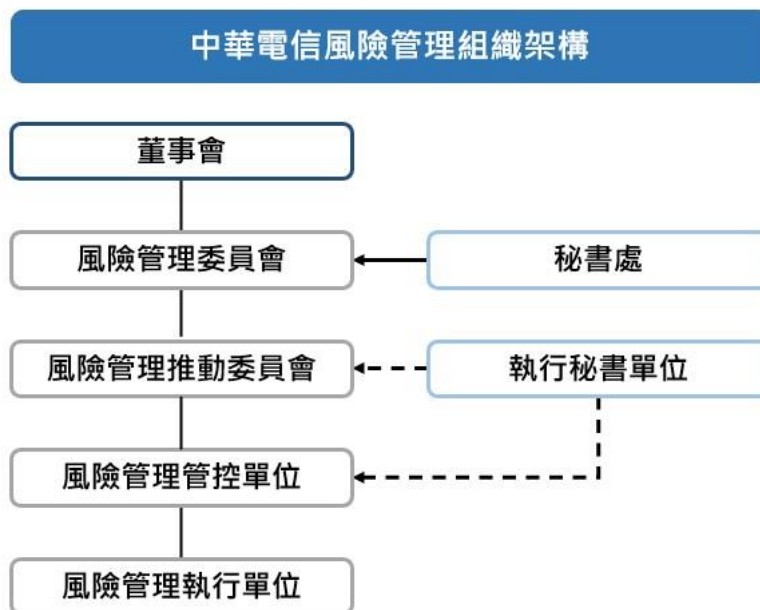 中華電信風險管理組織架構
董事會
風險管理委員會
秘書處
風險管理推動委員會
執行秘書單位
風險管理管控單位
風險管理執行單位